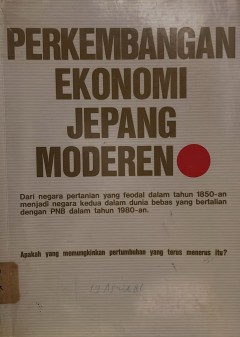 PERKEMBANGAN
EKONOMI
JEPANG
MODEREN
Dari negara pertanian yang feodal dalam tahun 1850-an
menjadi negara kedua dalam dunia bebas yang bertalian
dengan PNB dalam tahun 1980-an.
Apakah yang memungkinkan pertumbuhan yang terus menerus itu?